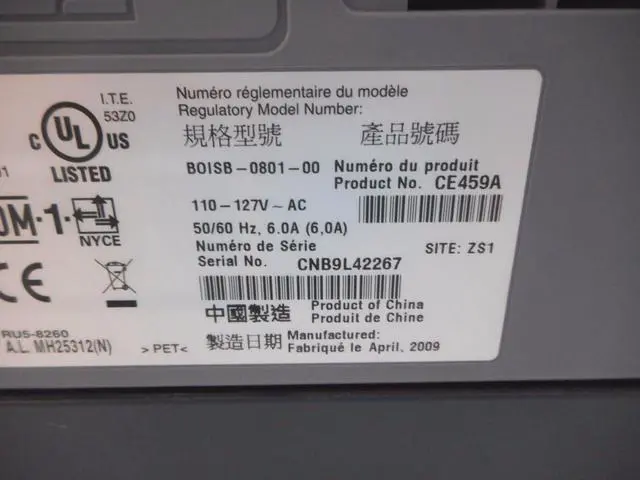 Numéro réglementaire du modèle
Regulatory Model Number:
規格型號 產品號碼
I.T.E.
53Z0
C UL US
LISTED
BOISB-0801-00
Numéro du produit
Product No. CE459A
110-127V~AC
50/60 Hz, 6.0A (6,0A)
Numéro de Série
Serial No. CNB9L42267
SITE: ZS1
NYCE
CE
中國製造 Product of China
Produit de Chine
製造日期 Manufactured:
Fabriqué le April, 2009
RU5-8260
A.L. MH25312(N) >PET<